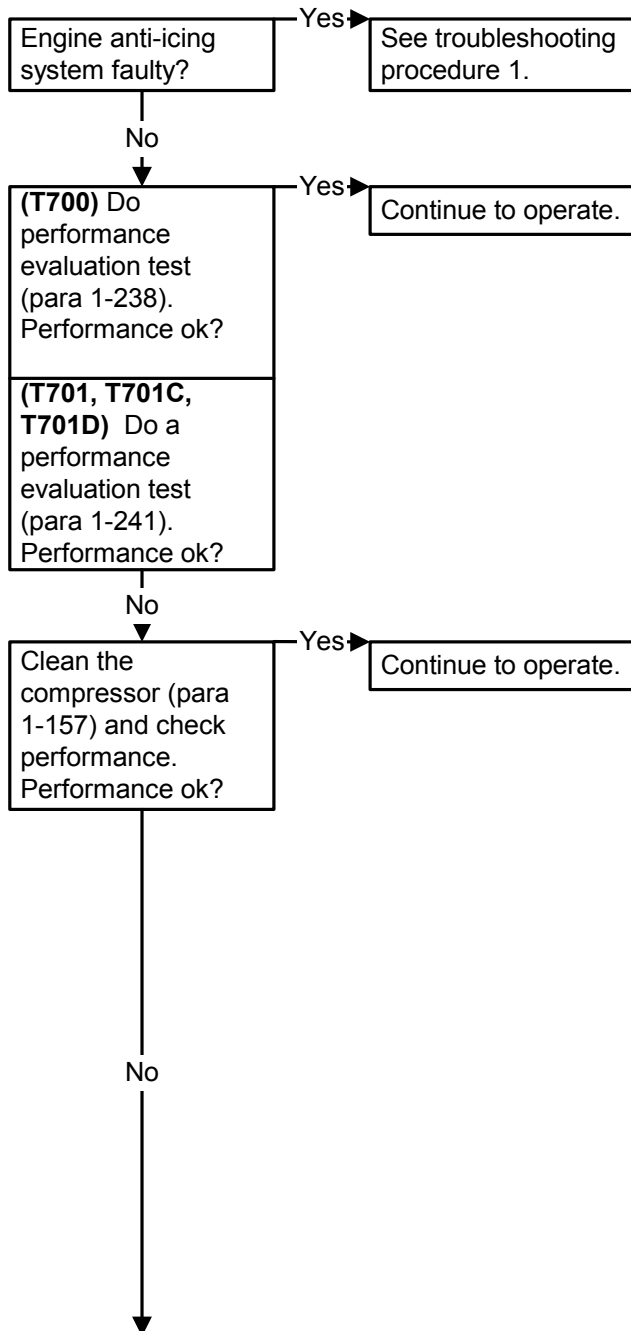 Engine anti-icing
system faulty?
Yes
See troubleshooting
procedure 1.
No
(T700) Do
performance
evaluation test
(para 1-238).
Performance ok?
Yes
Continue to operate.
(T701, T701C,
T701D) Do a
performance
evaluation test
(para 1-241).
Performance ok?
No
Clean the
compressor (para
1-157) and check
performance.
Performance ok?
Yes
Continue to operate.
No